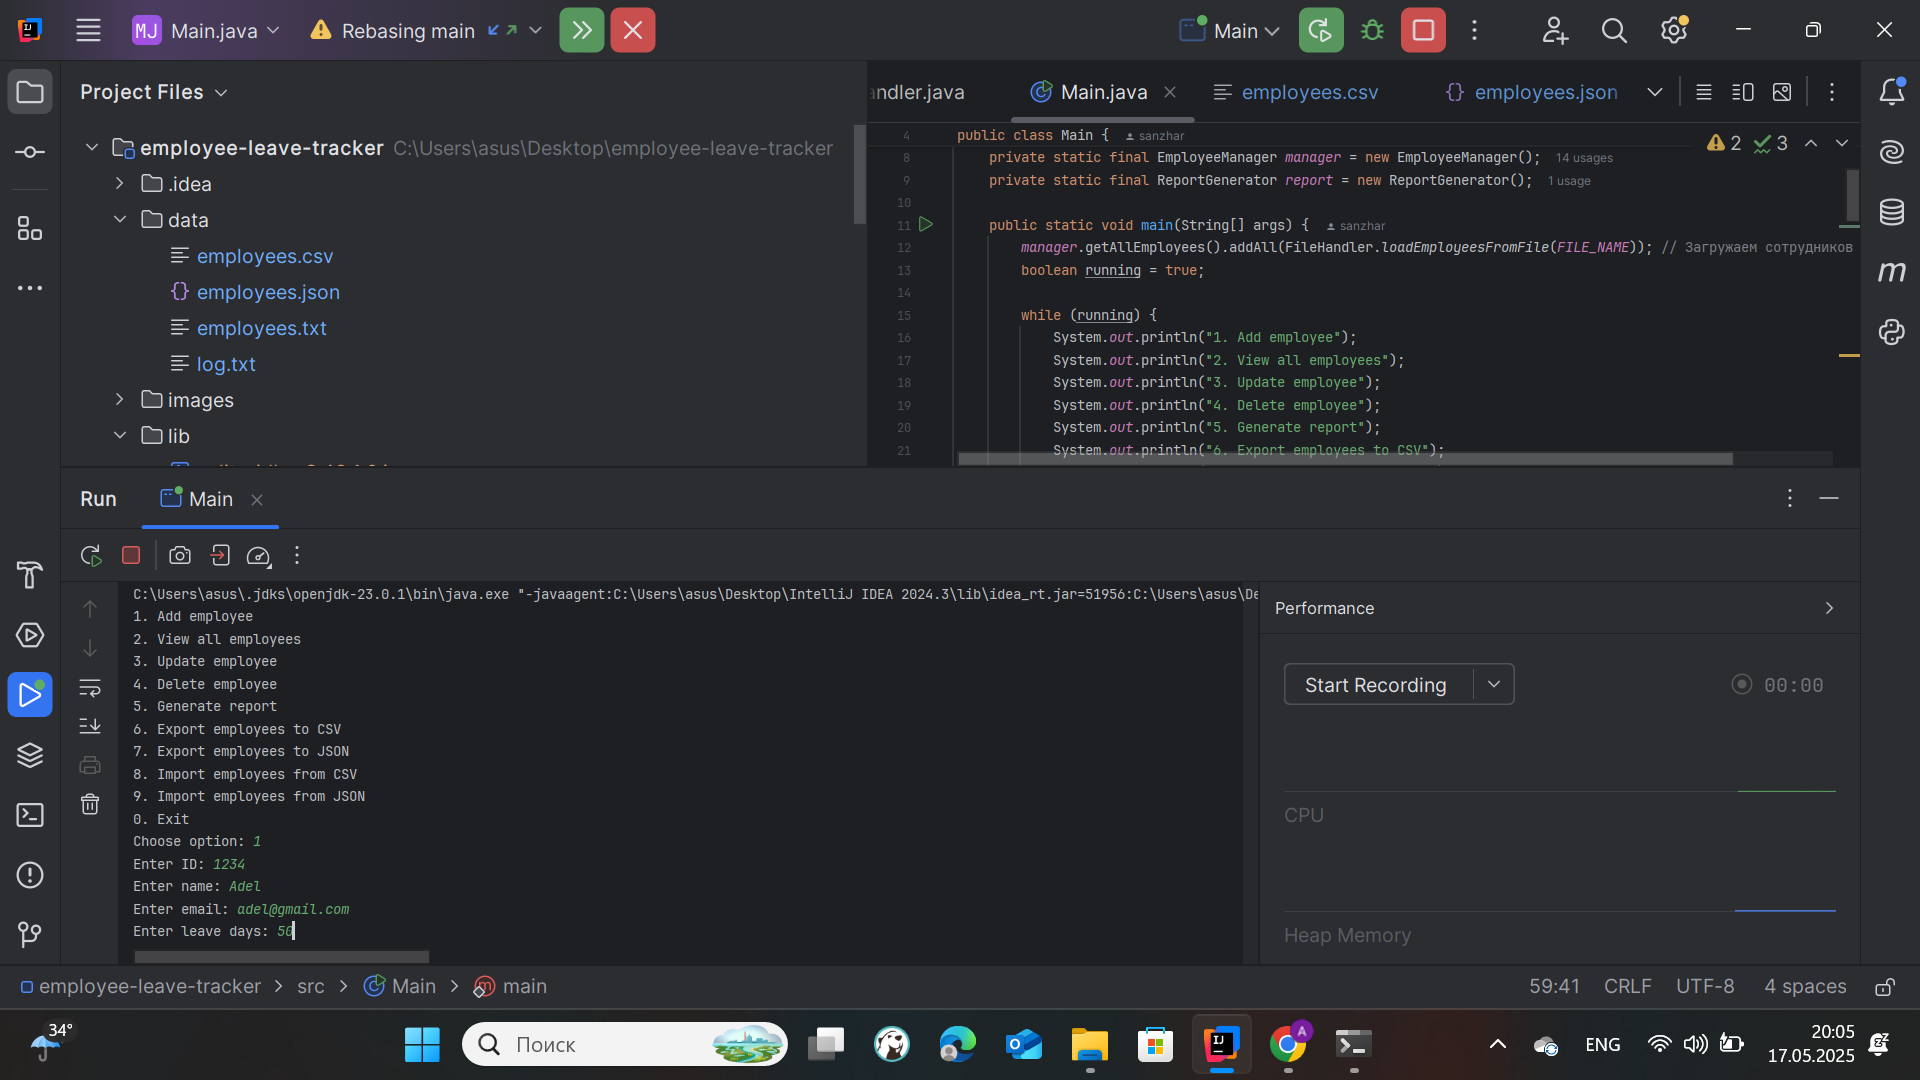 MJ Main.java
Rebasing main
Main
Project Files
employee-leave-tracker C:\Users\asus\Desktop\employee-leave-tracker
.idea
data
employees.csv
employees.json
employees.txt
log.txt
images
lib
ndler.java
Main.java
employees.csv
employees.json
4 public class Main { sanzhar
2 3
8 private static final EmployeeManager manager = new EmployeeManager(); 14 usages
9 private static final ReportGenerator report = new ReportGenerator(); 1 usage
10
11 public static void main(String[] args) { sanzhar
12 manager.getAllEmployees().addAll(FileHandler.loadEmployeesFromFile(FILE_NAME)); // Загружаем сотрудников
13 boolean running = true;
14
15 while (running) {
16 System.out.println("1. Add employee");
17 System.out.println("2. View all employees");
18 System.out.println("3. Update employee");
19 System.out.println("4. Delete employee");
20 System.out.println("5. Generate report");
21 System.out.println("6. Export employees to CSV");
Run Main
C:\Users\asus\.jdks\openjdk-23.0.1\bin\java.exe "-javaagent:C:\Users\asus\Desktop\IntelliJ IDEA 2024.3\lib\idea_rt.jar=51956:C:\Users\asus\De
1. Add employee
2. View all employees
3. Update employee
4. Delete employee
5. Generate report
6. Export employees to CSV
7. Export employees to JSON
8. Import employees from CSV
9. Import employees from JSON
0. Exit
Choose option: 1
Enter ID: 1234
Enter name: Adel
Enter email: adel@gmail.com
Enter leave days: 50
Performance
Start Recording
00:00
CPU
Heap Memory
employee-leave-tracker > src > Main > main
59:41 CRLF UTF-8 4 spaces
34°
Поиск
A
ENG
20:05
17.05.2025